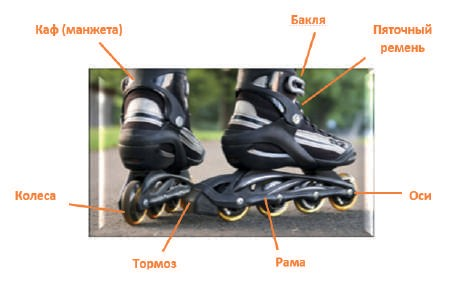 Бакля
Каф (манжета)
Пяточный
ремень
Колеса
Оси
Тормоз
Рама